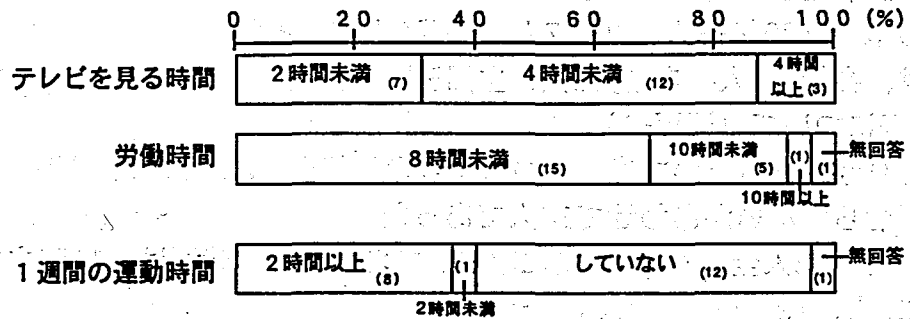 0 20 40 60 80 100 (%)
テレビを見る時間 2時間未満 (7) 4時間未満 (12) 4時間以上(3)
労働時間 8時間未満 (15) 10時間未満 (5) (1) (1) 無回答
10時間以上
1週間の運動時間 2時間以上 (8) (1 していない (12) (1) 無回答
2時間未満